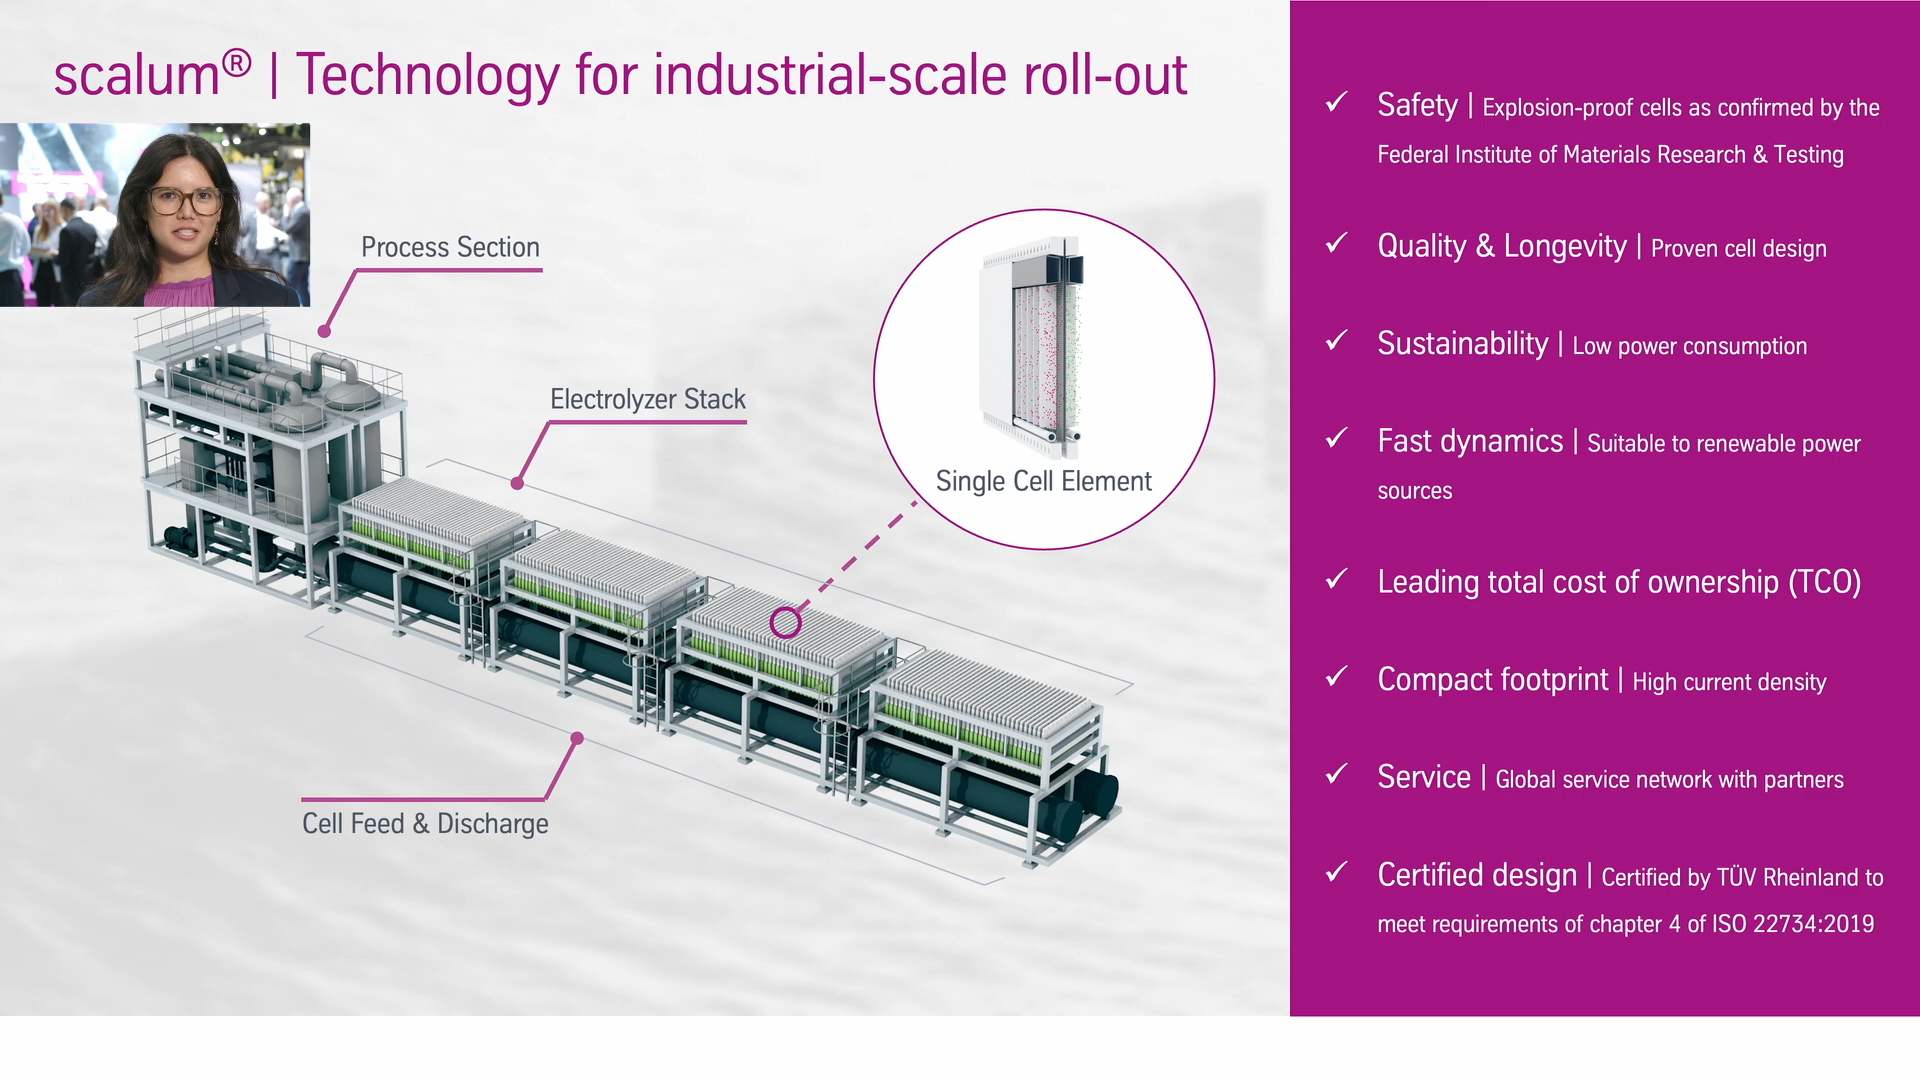 scalum® | Technology for industrial-scale roll-out
Process Section
Electrolyzer Stack
Single Cell Element
Cell Feed & Discharge
Safety | Explosion-proof cells as confirmed by the
Federal Institute of Materials Research & Testing
Quality & Longevity | Proven cell design
Sustainability | Low power consumption
Fast dynamics | Suitable to renewable power
sources
Leading total cost of ownership (TCO)
Compact footprint | High current density
Service | Global service network with partners
Certified design | Certified by TÜV Rheinland to
meet requirements of chapter 4 of ISO 22734:2019